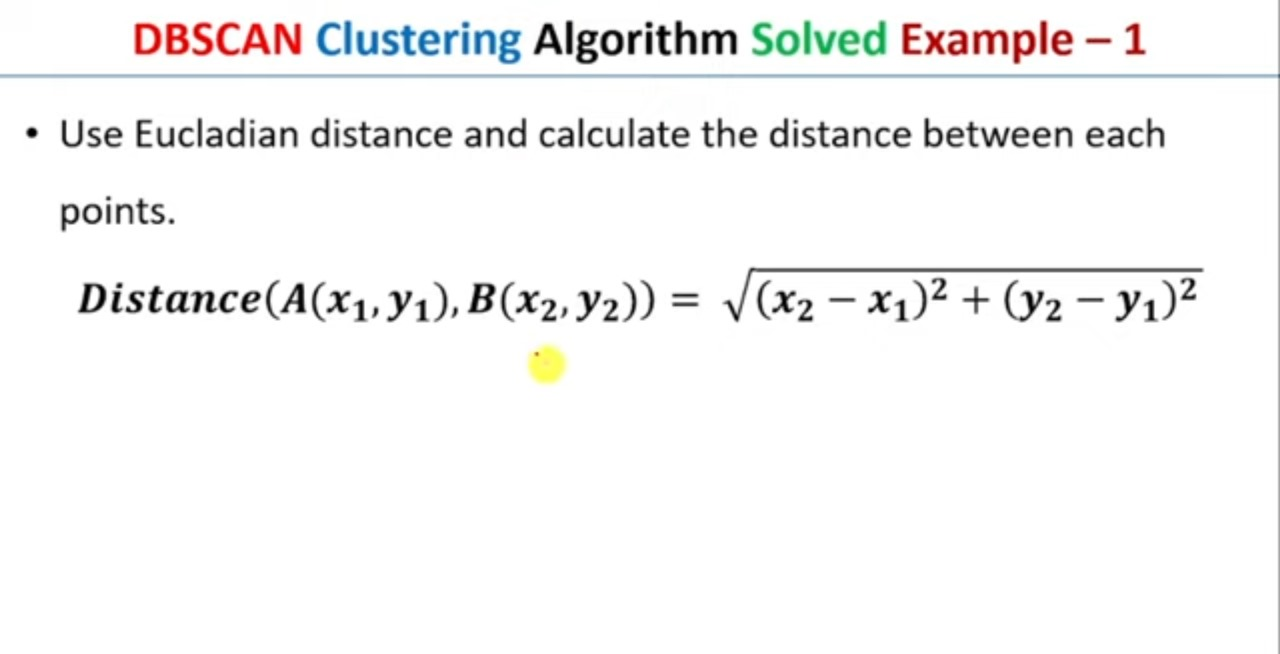 DBSCAN Clustering Algorithm Solved Example – 1
• Use Eucladian distance and calculate the distance between each
points.
Distance(A(x₁, y₁), B(x₂, y₂)) = √(x₂ − x₁)² + (y₂ − y₁)²